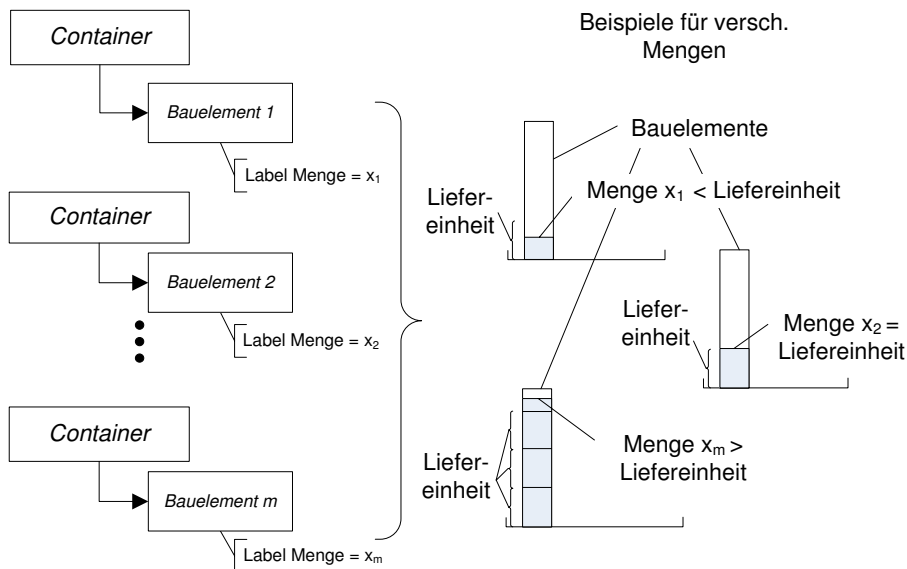 Container
Bauelement 1
Label Menge = x₁
Container
Bauelement 2
Label Menge = x₂
Container
Bauelement m
Label Menge = xₘ
Beispiele für versch.
Mengen
Bauelemente
Menge x₁ < Liefereinheit
Liefer-
einheit
Liefer-
einheit
Menge x₂ =
Liefereinheit
Liefer-
einheit
Menge xₘ >
Liefereinheit